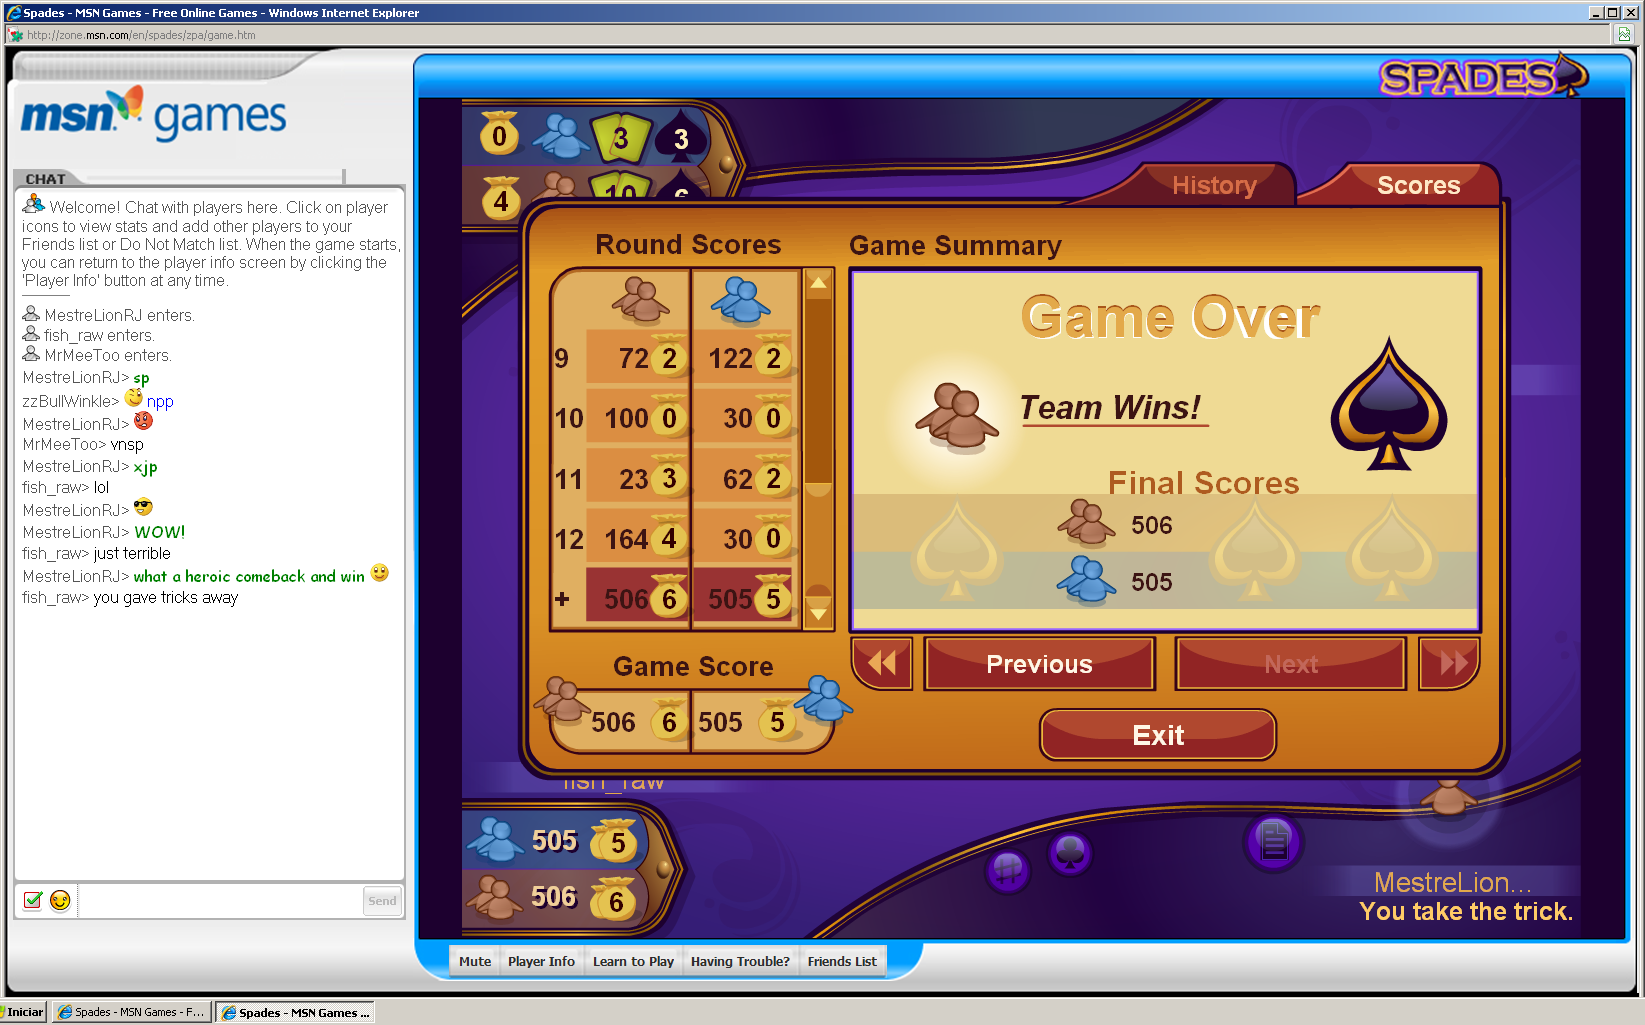 Spades - MSN Games - Free Online Games - Windows Internet Explorer
http://zone.msn.com/en/spades/zpa/game.htm
msn games
CHAT
Welcome! Chat with players here. Click on player
icons to view stats and add other players to your
Friends list or Do Not Match list. When the game starts,
you can return to the player info screen by clicking the
'Player Info' button at any time.
MestreLionRJ enters.
fish_raw enters.
MrMeeToo enters.
MestreLionRJ> sp
zzBullWinkle> npp
MestreLionRJ>
MrMeeToo> vnsp
MestreLionRJ> xjp
fish_raw> lol
MestreLionRJ>
MestreLionRJ> WOW!
fish_raw> just terrible
MestreLionRJ> what a heroic comeback and win
fish_raw> you gave tricks away
Send
SPADES
0 3 3
4 10 6
History Scores
Round Scores
9 72 2 122 2
10 100 0 30 0
11 23 3 62 2
12 164 4 30 0
+ 506 6 505 5
Game Score
506 6 505 5
Game Summary
Game Over
Team Wins!
Final Scores
506
505
Previous Next
Exit
fish_raw
505 5
506 6
MestreLion...
You take the trick.
Mute Player Info Learn to Play Having Trouble? Friends List
Iniciar Spades - MSN Games - F... Spades - MSN Games ...